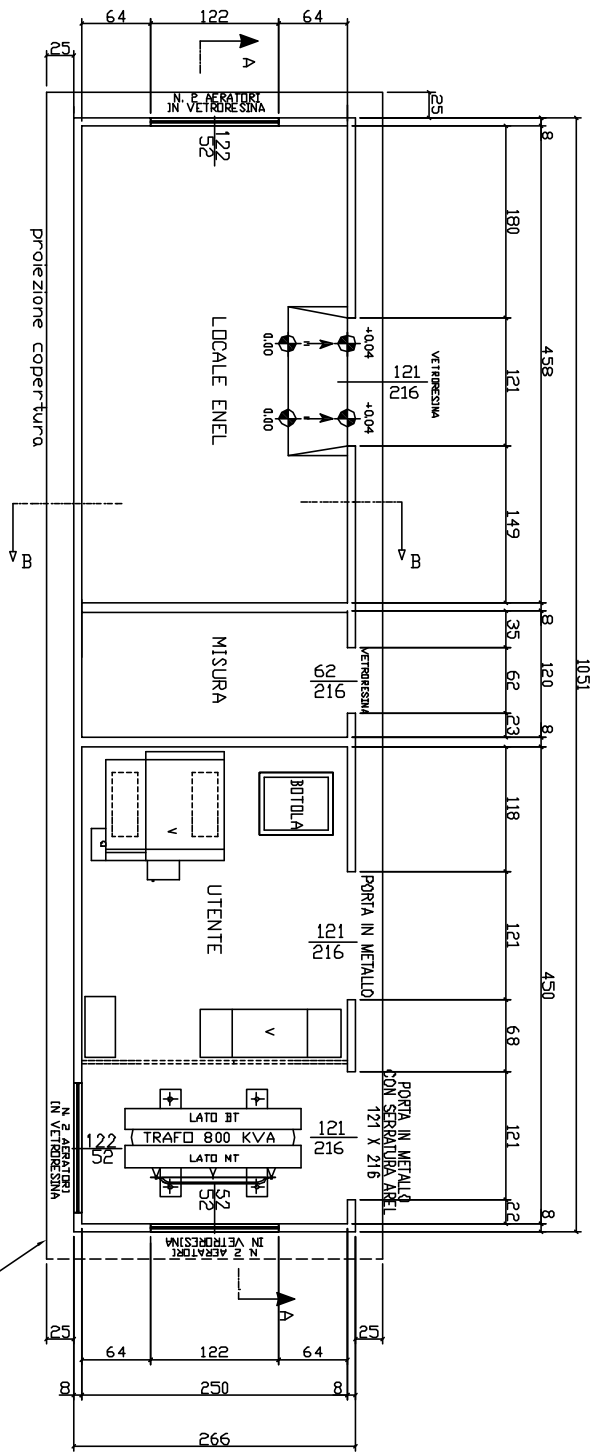 64
122
64
25
A
N. 2 AERATORI
IN VETRORESINA
122
52
25
8
180
458
121
149
proiezione copertura
LOCALE ENEL
+0.04
0.00
+0.04
0.00
121
216
VETRORESINA
B
B
8
35
120
62
8
23
1051
MISURA
62
216
VETRORESINA
118
BOTOLA
V
UTENTE
121
216
PORTA IN METALLO
121
450
68
V
PORTA IN METALLO
CON SERRATURA AREL
121 X 216
121
LATO BT
TRAFO 800 KVA
LATO MT
121
216
122
52
N. 2 AERATORI
IN VETRORESINA
52
52
22
8
N. 2 AERATORI
IN VETRORESINA
A
25
64
122
64
25
8
250
8
266